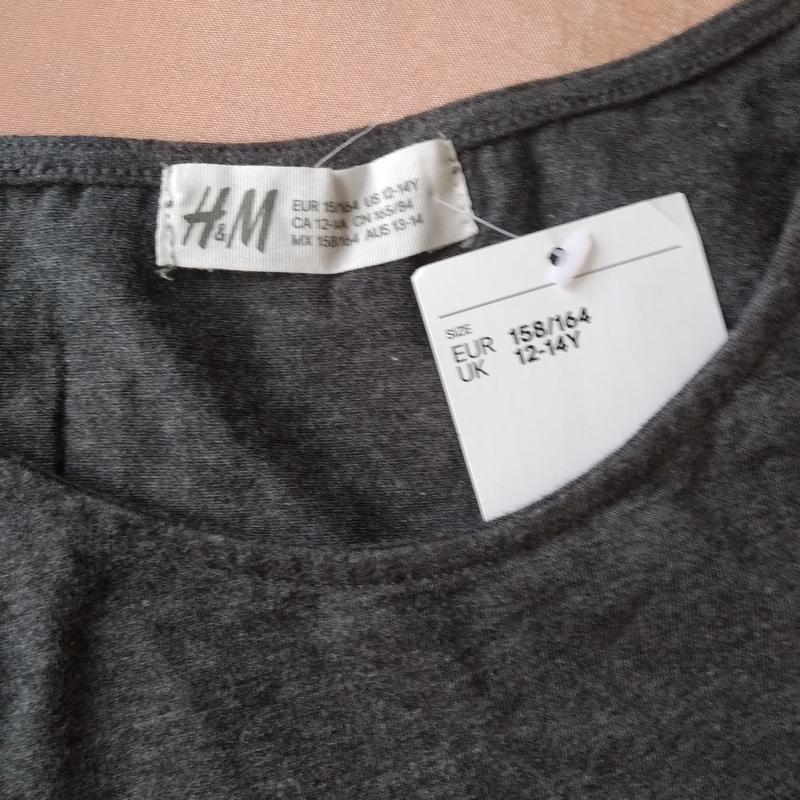 H&M
EUR 158/164 US 12-14Y
CA 12-14 CN 165/84
MX 158/164 AUS 13-14
SIZE
EUR 158/164
UK 12-14Y